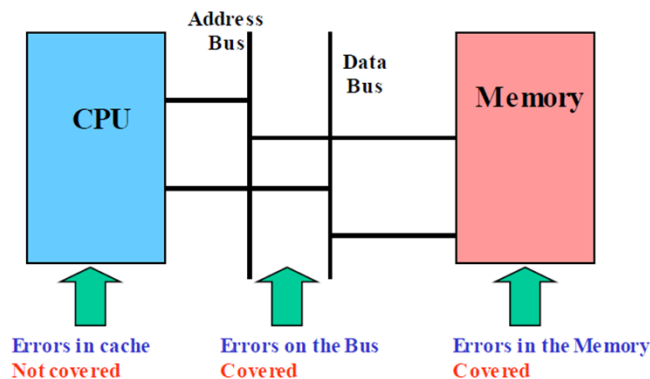 Address
Bus
Data
Bus
CPU
Memory
Errors in cache
Not covered
Errors on the Bus
Covered
Errors in the Memory
Covered